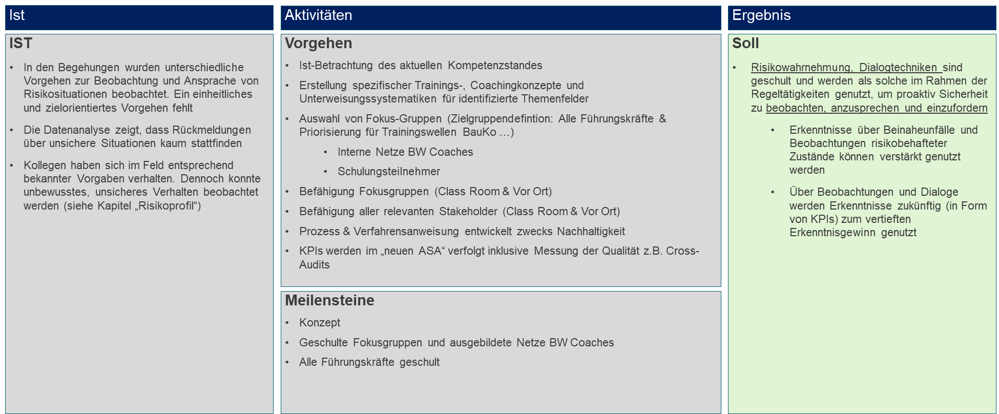 Ist
IST
• In den Begehungen wurden unterschiedliche
Vorgehen zur Beobachtung und Ansprache von
Risikosituationen beobachtet. Ein einheitliches
und zielorientiertes Vorgehen fehlt
• Die Datenanalyse zeigt, dass Rückmeldungen
über unsichere Situationen kaum stattfinden
• Kollegen haben sich im Feld entsprechend
bekannter Vorgaben verhalten. Dennoch konnte
unbewusstes, unsicheres Verhalten beobachtet
werden (siehe Kapitel „Risikoprofil“)
Aktivitäten
Vorgehen
• Ist-Betrachtung des aktuellen Kompetenzstandes
• Erstellung spezifischer Trainings-, Coachingkonzepte und
Unterweisungssystematiken für identifizierte Themenfelder
• Auswahl von Fokus-Gruppen (Zielgruppendefintion: Alle Führungskräfte &
Priorisierung für Trainingswellen BauKo …)
• Interne Netze BW Coaches
• Schulungsteilnehmer
• Befähigung Fokusgruppen (Class Room & Vor Ort)
• Befähigung aller relevanten Stakeholder (Class Room & Vor Ort)
• Prozess & Verfahrensanweisung entwickelt zwecks Nachhaltigkeit
• KPIs werden im „neuen ASA“ verfolgt inklusive Messung der Qualität z.B. Cross-
Audits
Meilensteine
• Konzept
• Geschulte Fokusgruppen und ausgebildete Netze BW Coaches
• Alle Führungskräfte geschult
Ergebnis
Soll
• Risikowahrnehmung, Dialogtechniken sind
geschult und werden als solche im Rahmen der
Regeltätigkeiten genutzt, um proaktiv Sicherheit
zu beobachten, anzusprechen und einzufordern
• Erkenntnisse über Beinaheunfälle und
Beobachtungen risikobehafteter
Zustände können verstärkt genutzt
werden
• Über Beobachtungen und Dialoge
werden Erkenntnisse zukünftig (in Form
von KPIs) zum vertieften
Erkenntnisgewinn genutzt